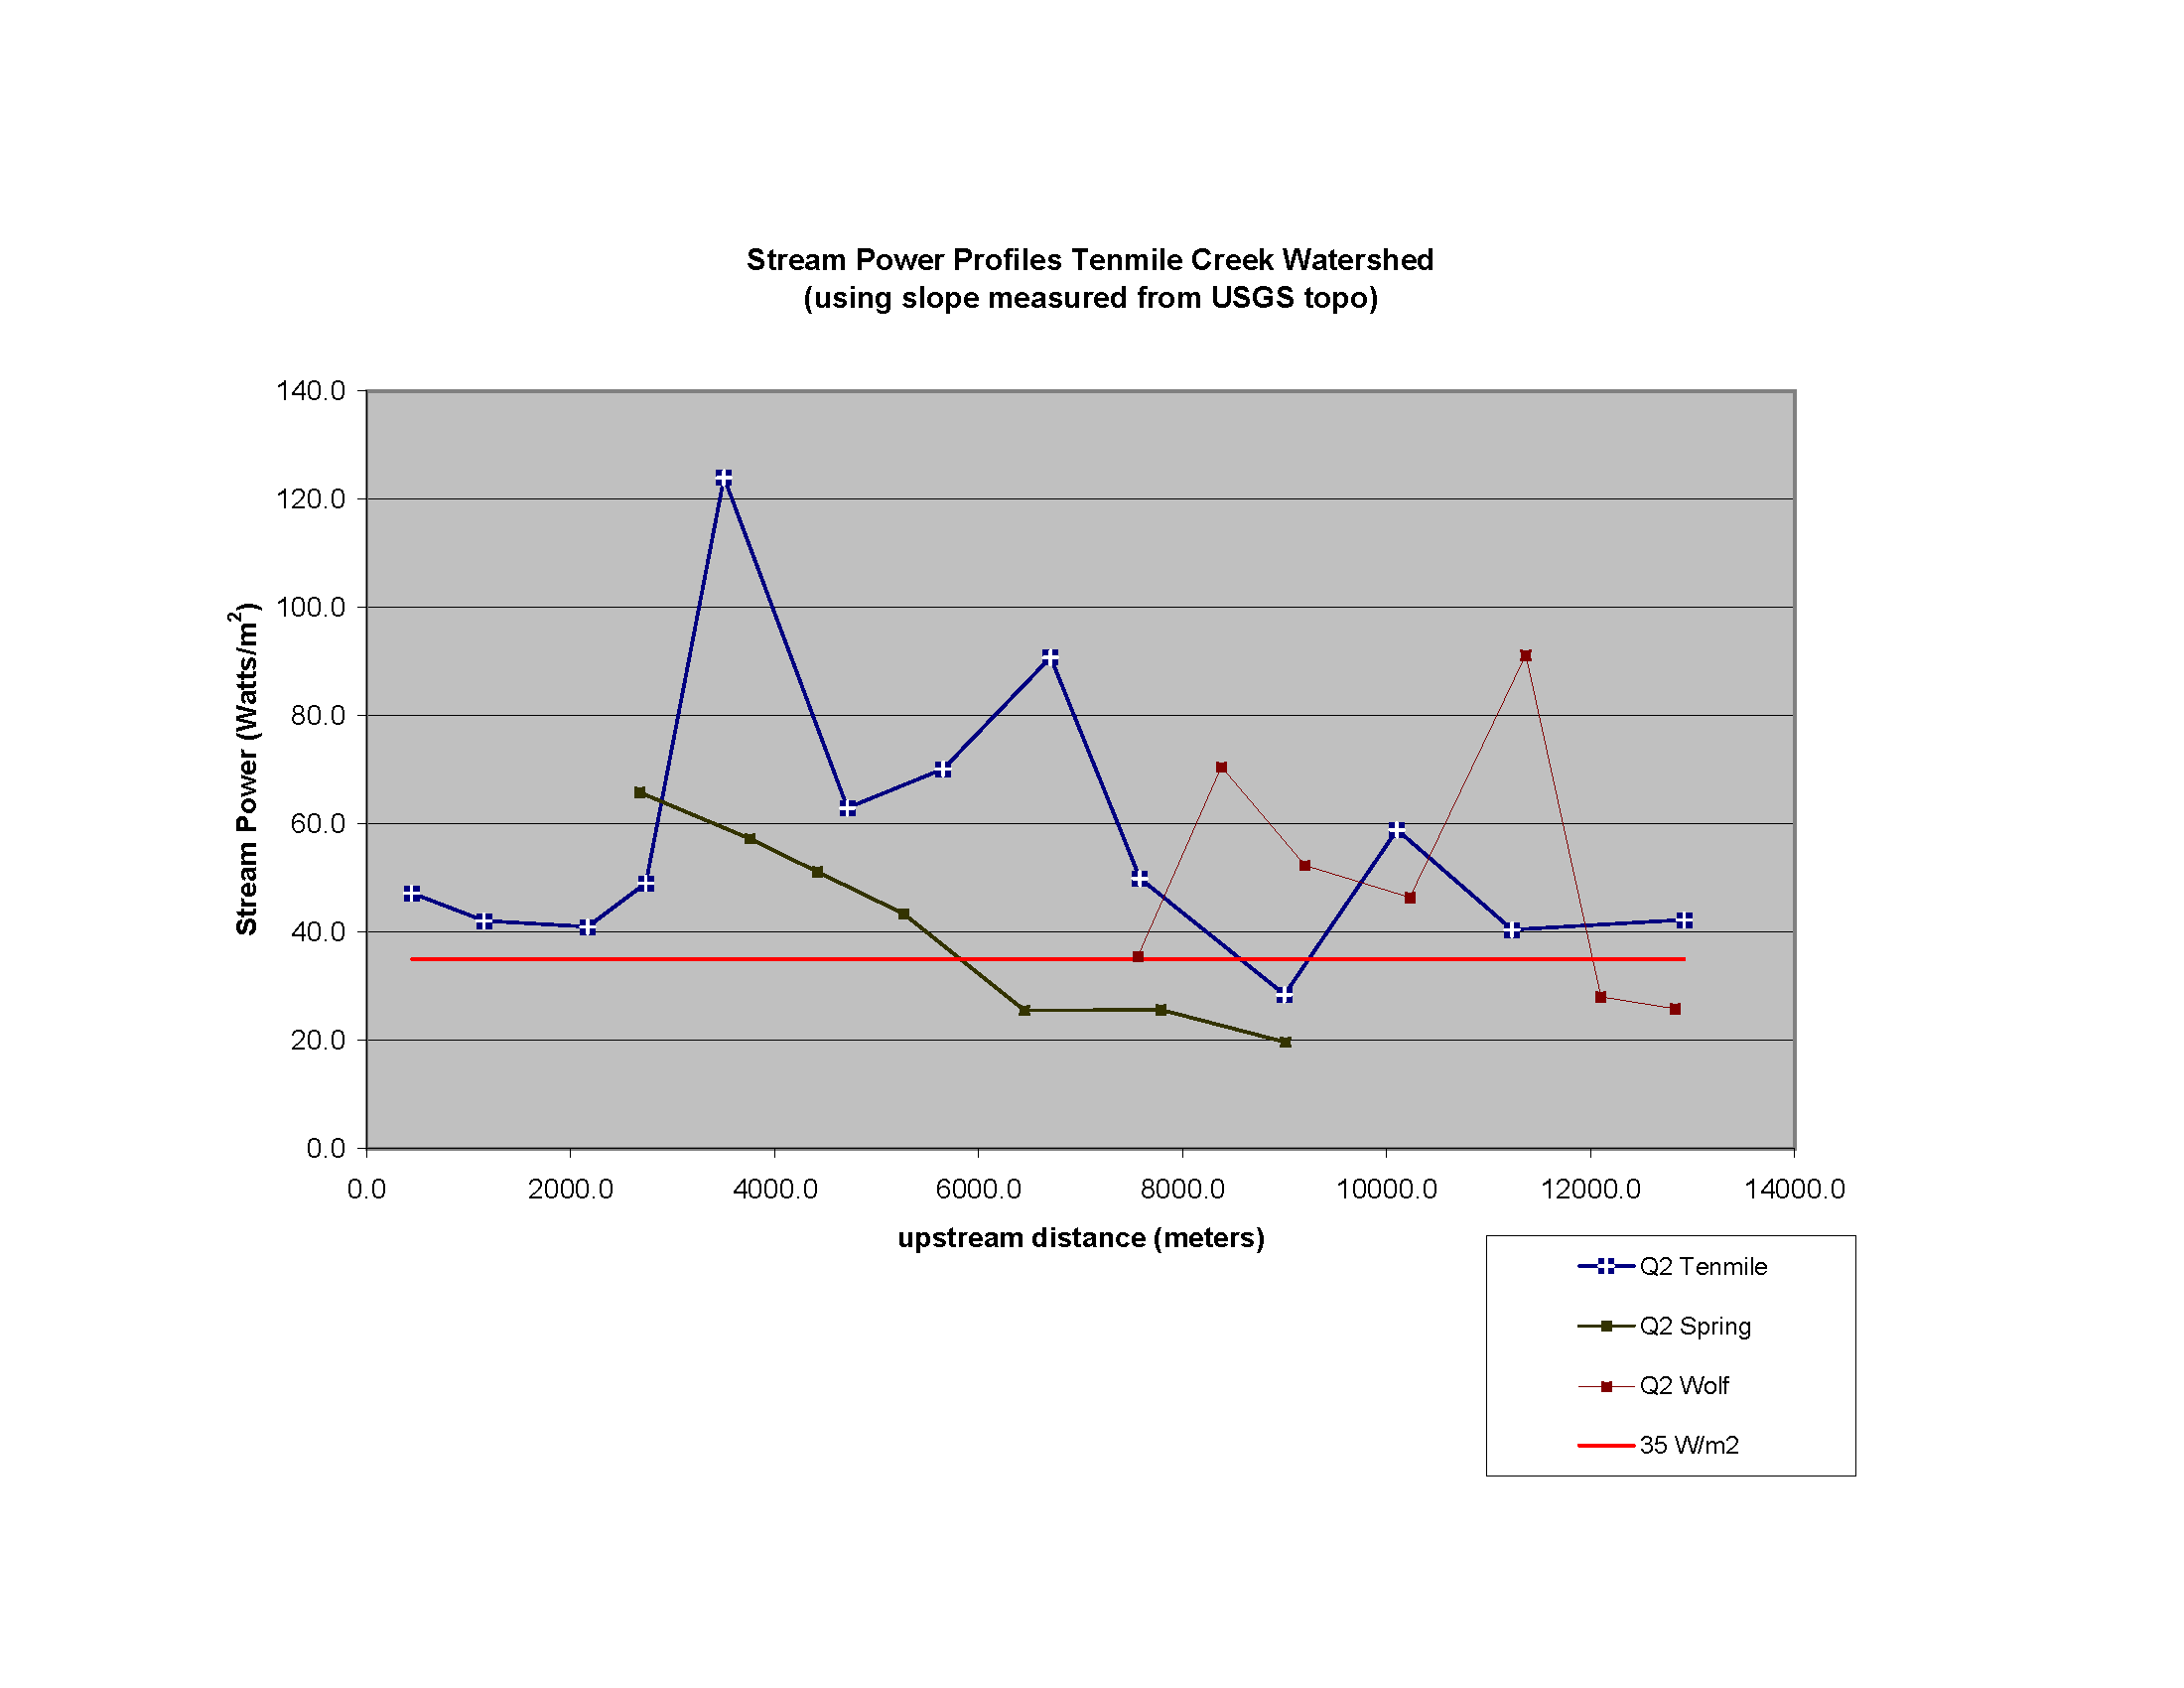 Stream Power Profiles Tenmile Creek Watershed
(using slope measured from USGS topo)
140.0
120.0
100.0
80.0
60.0
40.0
20.0
0.0
Stream Power (Watts/m²)
0.0 2000.0 4000.0 6000.0 8000.0 10000.0 12000.0 14000.0
upstream distance (meters)
Q2 Tenmile
Q2 Spring
Q2 Wolf
35 W/m2